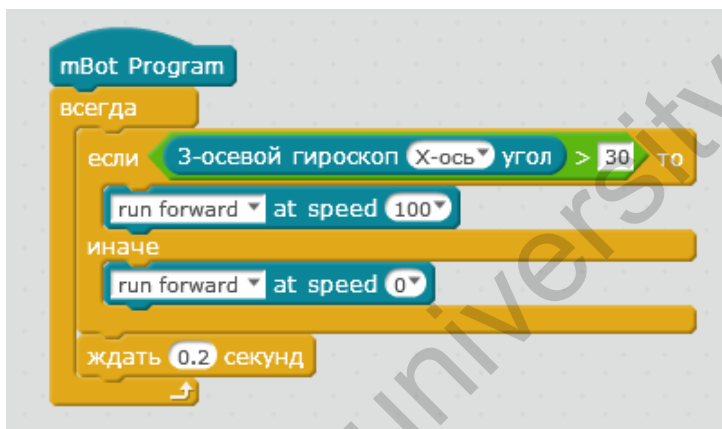 mBot Program
всегда
если 3-осевой гироскоп X-ось угол > 30 то
run forward at speed 100
иначе
run forward at speed 0
ждать 0.2 секунд
university